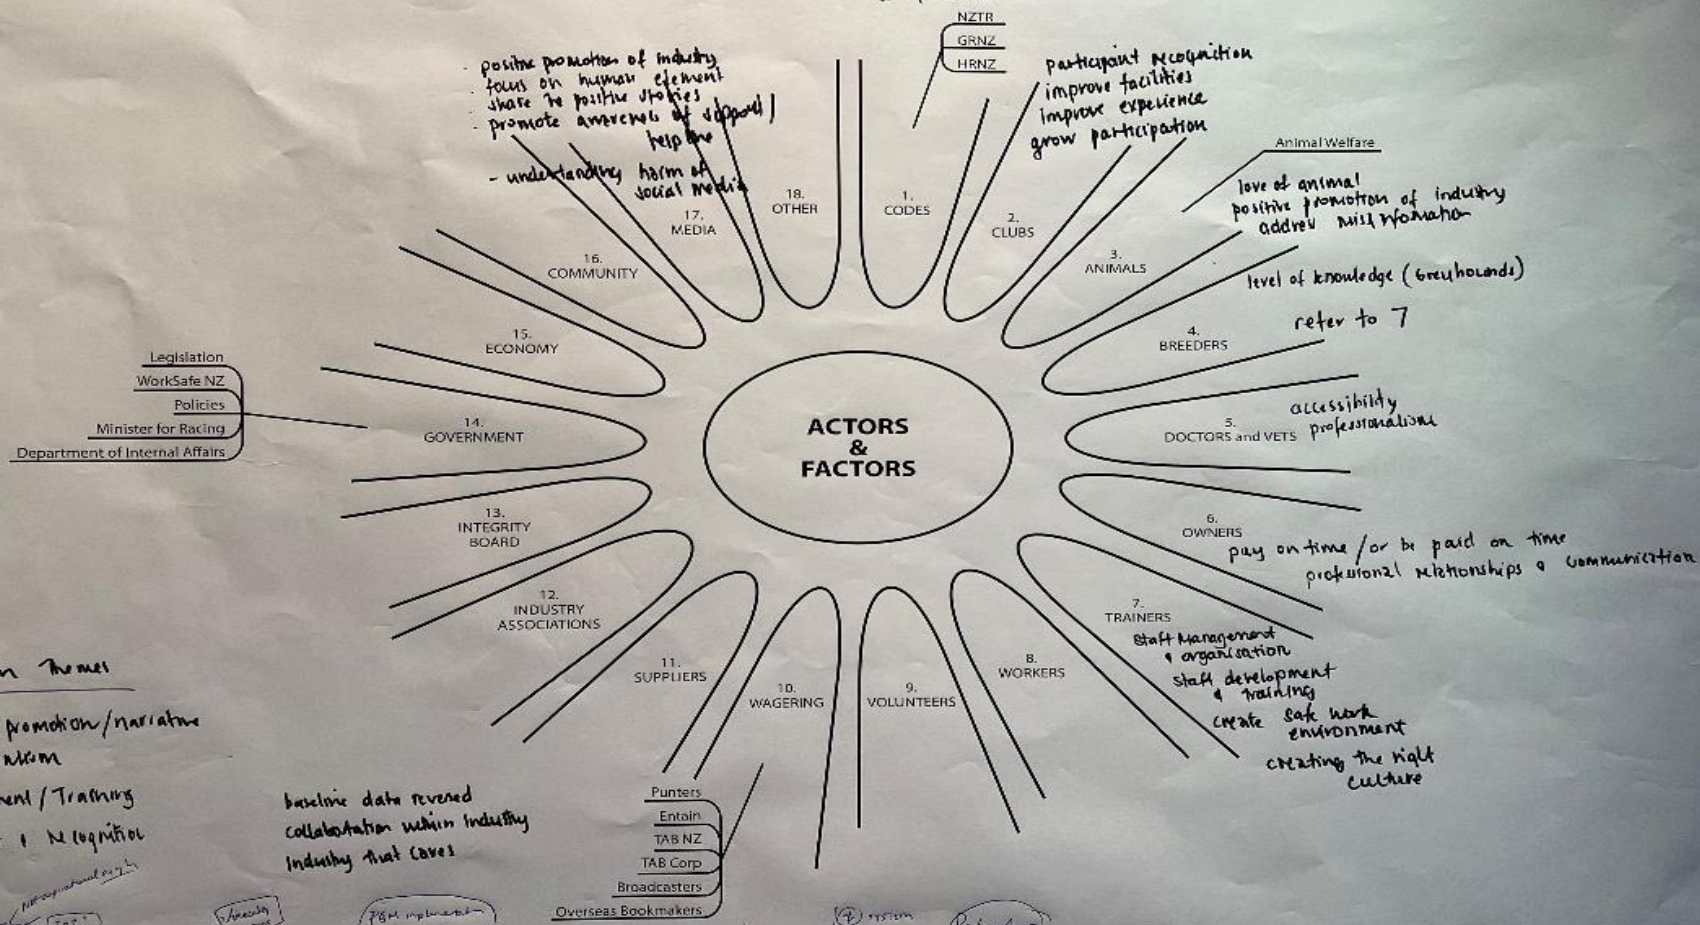 NZTR
GRNZ
HRNZ
- positive promotion of industry
- focus on human element
- share the positive stories
- promote awareness of support /
help line
- understanding harm of
social media
participant recognition
improve facilities
improve experience
grow participation
Animal Welfare
love of animal
positive promotion of industry
address
level of knowledge (Greyhounds)
refer to 7
accessibility
professionalism
ACTORS
&
FACTORS
1.
CODES
2.
CLUBS
3.
ANIMALS
4.
BREEDERS
5.
DOCTORS and VETS
6.
OWNERS
pay on time / or be paid on time
professional relationships & communication
7.
TRAINERS
Staff Management
& organisation
staff development
& training
create safe work
environment
creating the right
culture
8.
WORKERS
9.
VOLUNTEERS
10.
WAGERING
Punters
Entain
TAB NZ
TAB Corp
Broadcasters
Overseas Bookmakers
11.
SUPPLIERS
12.
INDUSTRY
ASSOCIATIONS
13.
INTEGRITY
BOARD
14.
GOVERNMENT
Legislation
WorkSafe NZ
Policies
Minister for Racing
Department of Internal Affairs
15.
ECONOMY
16.
COMMUNITY
17.
MEDIA
18.
OTHER
Themes
promotion/narrative
/ Training
& Recognition
baseline data
collaboration within industry
Industry that cares